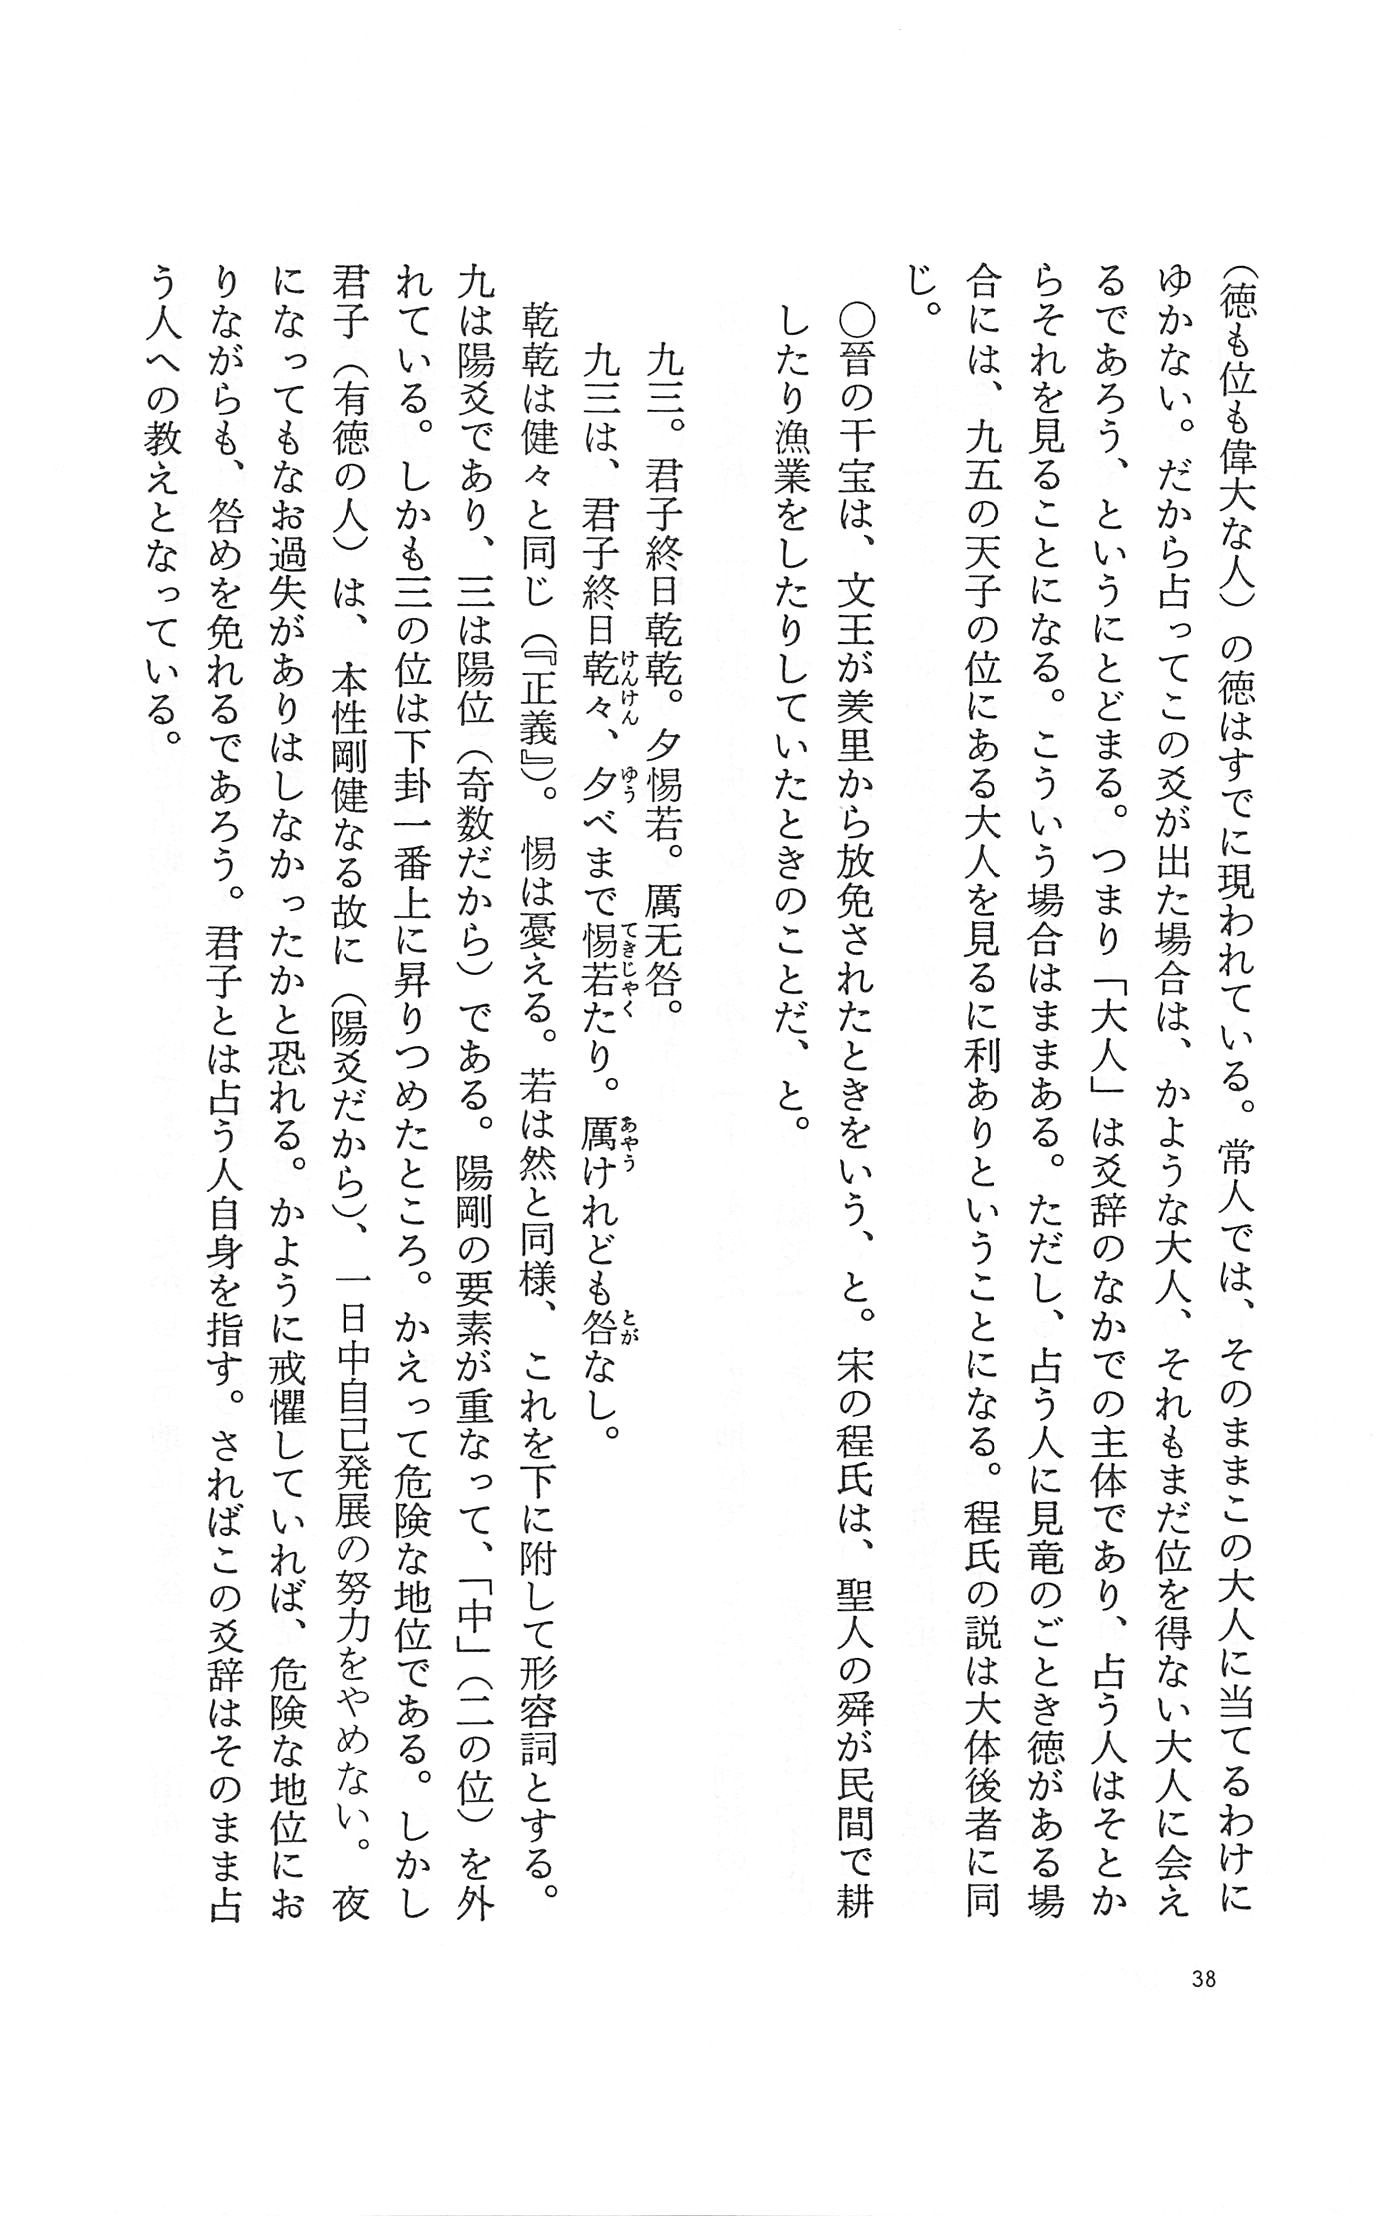 （徳も位も偉大な人）の徳はすでに現われている。常人では、そのままこの大人に当てるわけに
ゆかない。だから占ってこの爻が出た場合は、かような大人、それもまだ位を得ない大人に会え
るであろう、というにとどまる。つまり「大人」は爻辞のなかでの主体であり、占う人はそとか
らそれを見ることになる。こういう場合はままある。ただし、占う人に見竜のごとき徳がある場
合には、九五の天子の位にある大人を見るに利ありということになる。程氏の説は大体後者に同
じ。
〇晉の干宝は、文王が羑里から放免されたときをいう、と。宋の程氏は、聖人の舜が民間で耕
したり漁業をしたりしていたときのことだ、と。
九三。君子終日乾乾。夕惕若。厲无咎。
九三は、君子終日乾々、夕べまで惕若たり。厲けれども咎なし。
けんけん ゆう てきじゃく あやう とが
乾乾は健々と同じ（『正義』）。惕は憂える。若は然と同様、これを下に附して形容詞とする。
九は陽爻であり、三は陽位（奇数だから）である。陽剛の要素が重なって、「中」（二の位）を外
れている。しかも三の位は下卦一番上に昇りつめたところ。かえって危険な地位である。しかし
君子（有徳の人）は、本性剛健なる故に（陽爻だから）、一日中自己発展の努力をやめない。夜
になってもなお過失がありはしなかったかと恐れる。かように戒懼していれば、危険な地位にお
りながらも、咎めを免れるであろう。君子とは占う人自身を指す。さればこの爻辞はそのまま占
う人への教えとなっている。
38